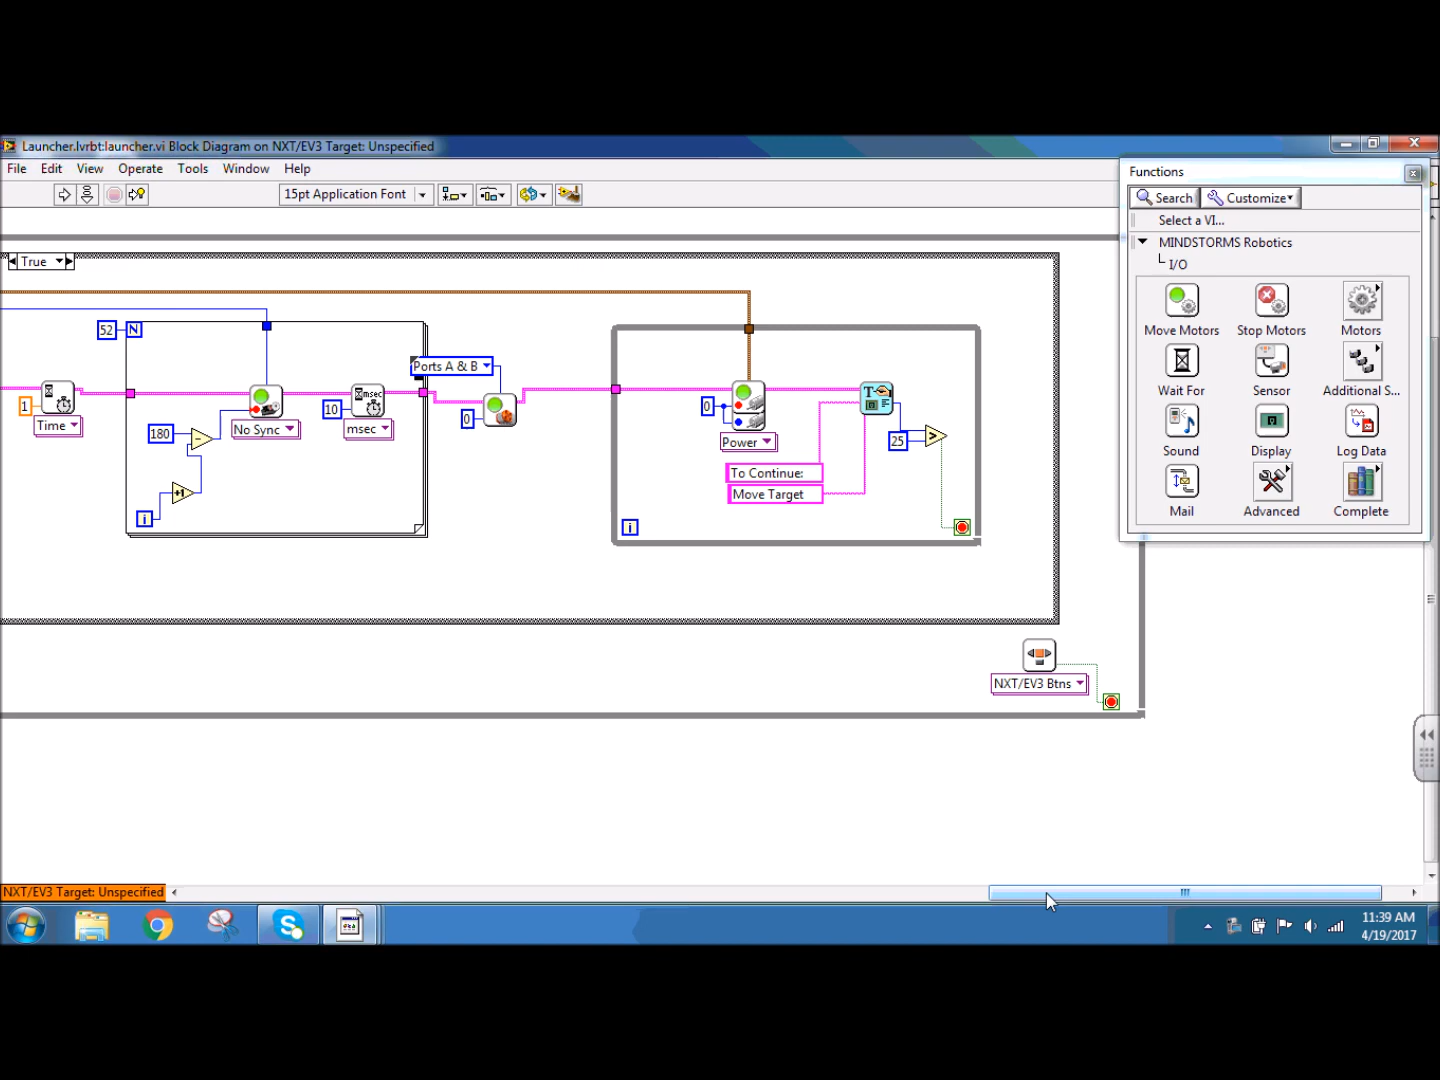 Launcher.lvrbt:launcher.vi Block Diagram on NXT/EV3 Target: Unspecified
File Edit View Operate Tools Window Help
15pt Application Font
Functions
Search Customize
Select a VI...
MINDSTORMS Robotics
I/O
Move Motors Stop Motors Motors
Wait For Sensor Additional S...
Sound Display Log Data
Mail Advanced Complete
True
52 N
Ports A & B
1
Time
180
-
No Sync
10
msec
msec
0
+1
i
0
Power
T
25
>
To Continue:
Move Target
i
NXT/EV3 Btns
NXT/EV3 Target: Unspecified
11:39 AM
4/19/2017